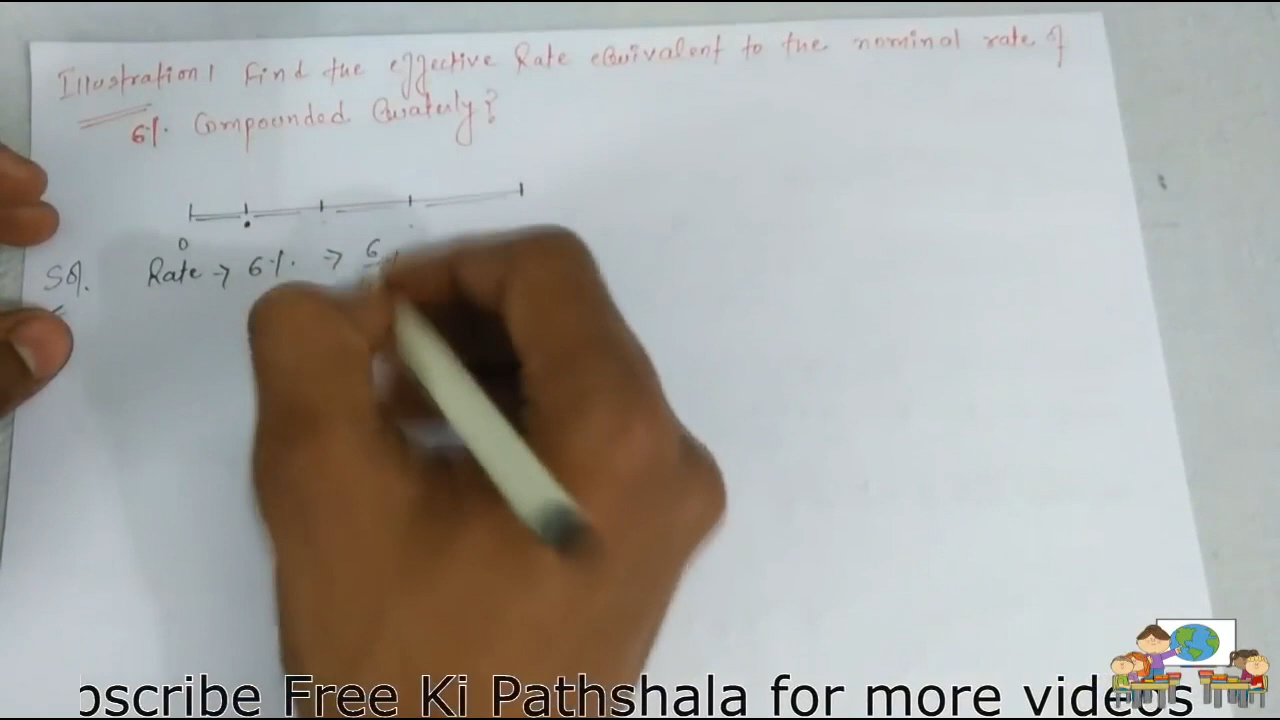 Illustration 1 Find the effective Rate equivalent to the nominal rate of
6%. Compounded Quaterly?
0
Sol. Rate → 6%. → 6
bscribe Free Ki Pathshala for more videos